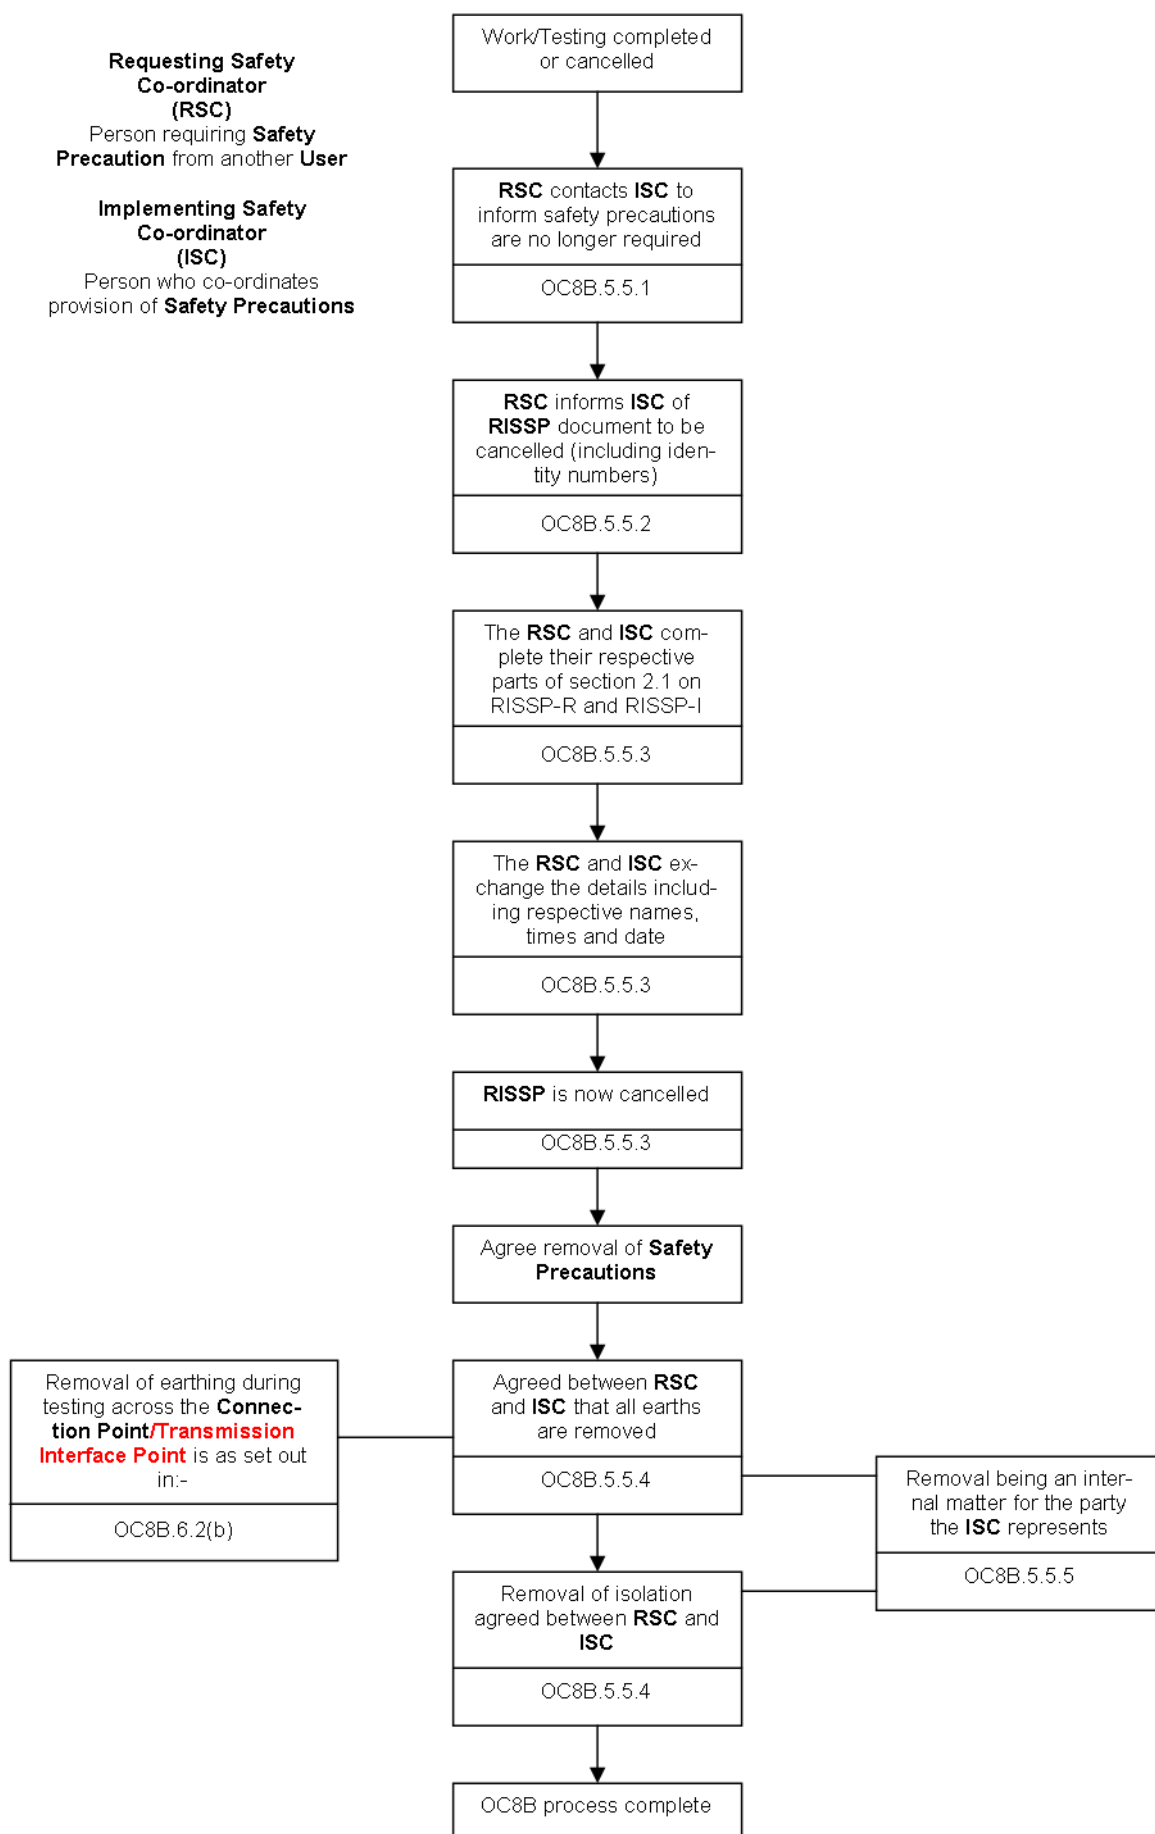 Requesting Safety
Co-ordinator
(RSC)
Person requiring Safety
Precaution from another User
Implementing Safety
Co-ordinator
(ISC)
Person who co-ordinates
provision of Safety Precautions
Work/Testing completed
or cancelled
RSC contacts ISC to
inform safety precautions
are no longer required
OC8B.5.5.1
RSC informs ISC of
RISSP document to be
cancelled (including iden-
tity numbers)
OC8B.5.5.2
The RSC and ISC com-
plete their respective
parts of section 2.1 on
RISSP-R and RISSP-I
OC8B.5.5.3
The RSC and ISC ex-
change the details includ-
ing respective names,
times and date
OC8B.5.5.3
RISSP is now cancelled
OC8B.5.5.3
Agree removal of Safety
Precautions
Removal of earthing during
testing across the Connec-
tion Point/Transmission
Interface Point is as set out
in:-
OC8B.6.2(b)
Agreed between RSC
and ISC that all earths
are removed
OC8B.5.5.4
Removal being an inter-
nal matter for the party
the ISC represents
OC8B.5.5.5
Removal of isolation
agreed between RSC and
ISC
OC8B.5.5.4
OC8B process complete